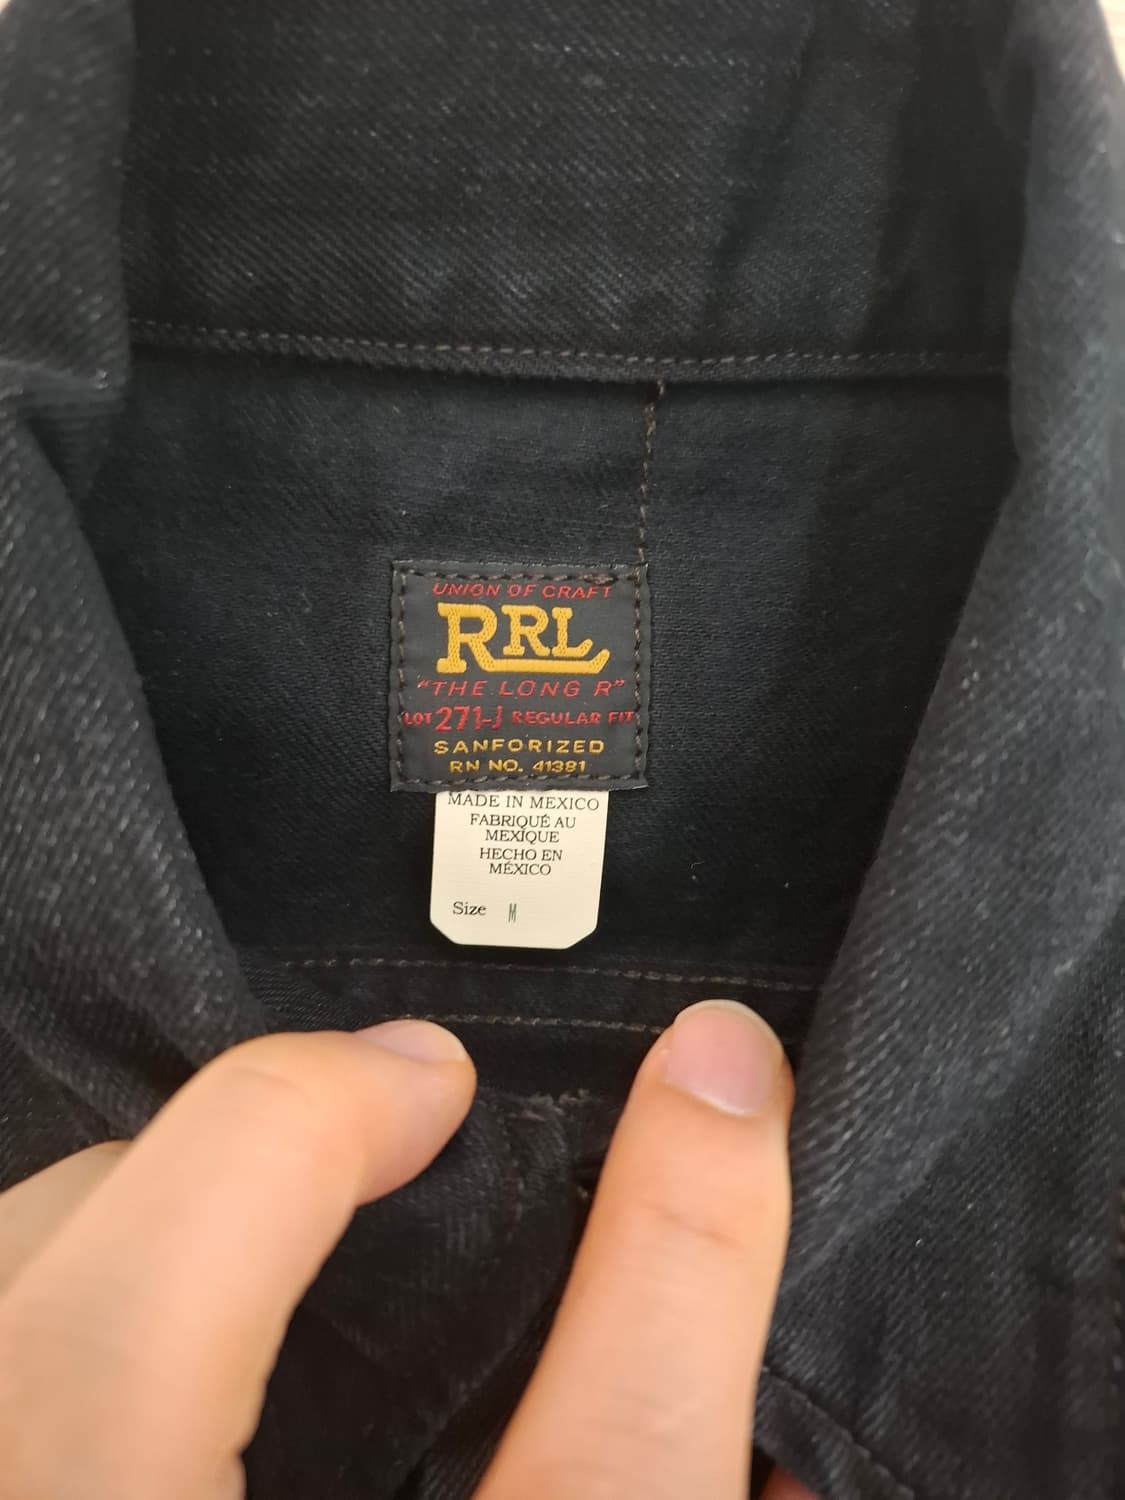 UNION OF CRAFT
RRL
"THE LONG R"
LOT 271-J REGULAR FIT
SANFORIZED
RN NO. 41381
MADE IN MEXICO
FABRIQUÉ AU
MEXIQUE
HECHO EN
MÉXICO
Size M